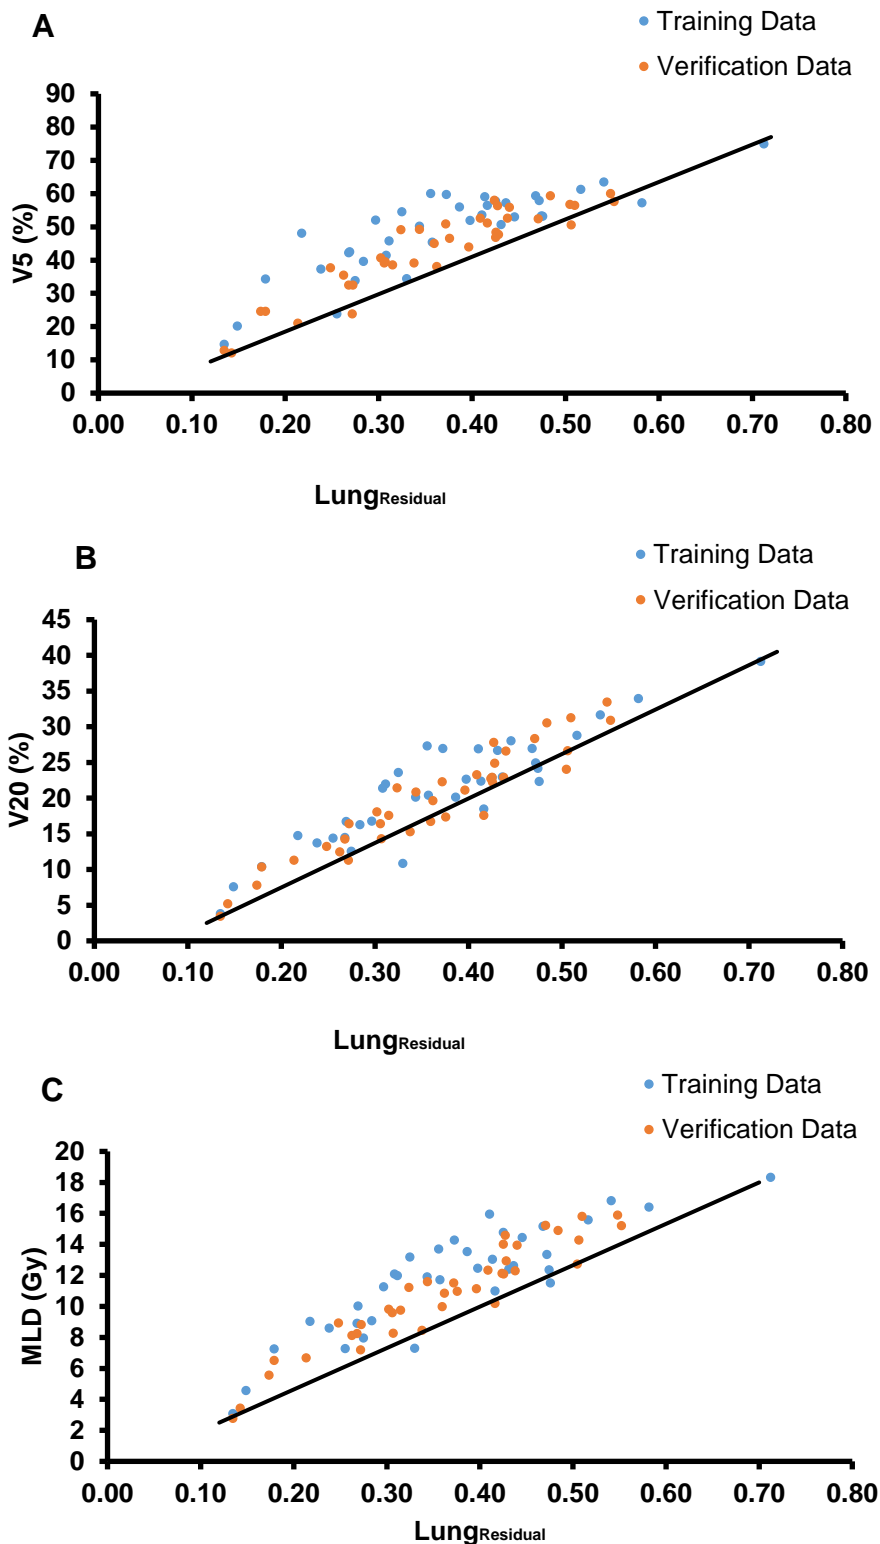 A
Training Data
Verification Data
V5 (%)
90
80
70
60
50
40
30
20
10
0
0.00 0.10 0.20 0.30 0.40 0.50 0.60 0.70 0.80
LungResidual
B
Training Data
Verification Data
V20 (%)
45
40
35
30
25
20
15
10
5
0
0.00 0.10 0.20 0.30 0.40 0.50 0.60 0.70 0.80
LungResidual
C
Training Data
Verification Data
MLD (Gy)
20
18
16
14
12
10
8
6
4
2
0
0.00 0.10 0.20 0.30 0.40 0.50 0.60 0.70 0.80
LungResidual